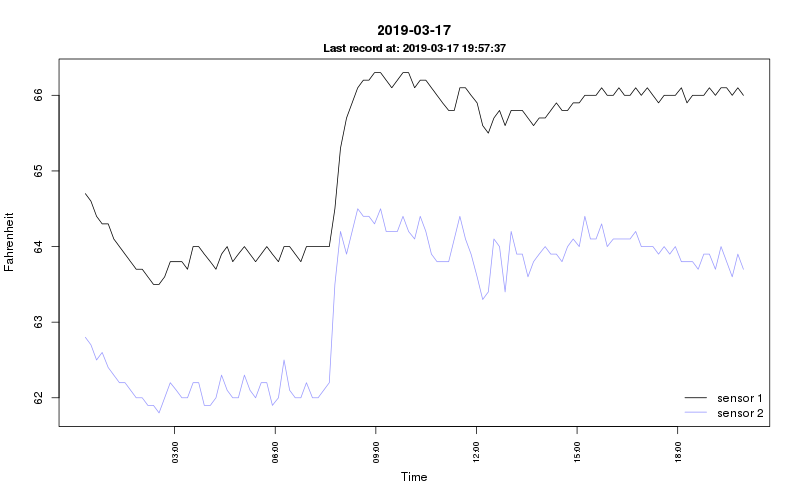 2019-03-17
Last record at: 2019-03-17 19:57:37
Fahrenheit
66
65
64
63
62
sensor 1
sensor 2
03:00
06:00
09:00
12:00
15:00
18:00
Time